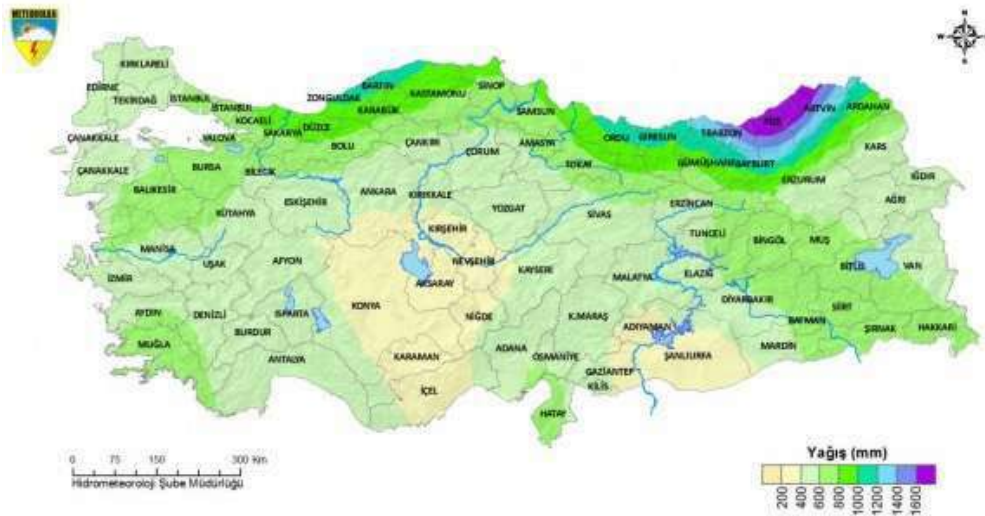 METEOROLOJİ
N
W E
S
KIRKLARELİ
EDİRNE
TEKİRDAĞ
İSTANBUL
İSTANBUL
KOCAELİ
YALOVA
SAKARYA
DÜZCE
ZONGULDAK
BARTIN
KARABÜK
KASTAMONU
SİNOP
SAMSUN
ORDU
GİRESUN
TRABZON
RİZE
ARTVİN
ARDAHAN
ÇANAKKALE
ÇANAKKALE
BURSA
BİLECİK
BOLU
ÇANKIRI
ÇORUM
AMASYA
TOKAT
GÜMÜŞHANE
BAYBURT
ERZURUM
KARS
IĞDIR
AĞRI
BALIKESİR
KÜTAHYA
ESKİŞEHİR
ANKARA
KIRIKKALE
YOZGAT
SİVAS
ERZİNCAN
TUNCELİ
BİNGÖL
MUŞ
BİTLİS
VAN
MANİSA
UŞAK
AFYON
KIRŞEHİR
NEVŞEHİR
AKSARAY
KAYSERİ
MALATYA
ELAZIĞ
DİYARBAKIR
SİİRT
BATMAN
ŞIRNAK
HAKKARİ
İZMİR
AYDIN
DENİZLİ
ISPARTA
BURDUR
KONYA
NİĞDE
K.MARAŞ
ADIYAMAN
ŞANLIURFA
MARDİN
MUĞLA
ANTALYA
KARAMAN
İÇEL
ADANA
OSMANİYE
GAZİANTEP
KİLİS
HATAY
0 75 150 300 Km
Hidrometeoroloji Şube Müdürlüğü
Yağış (mm)
200 400 600 800 1000 1200 1400 1600